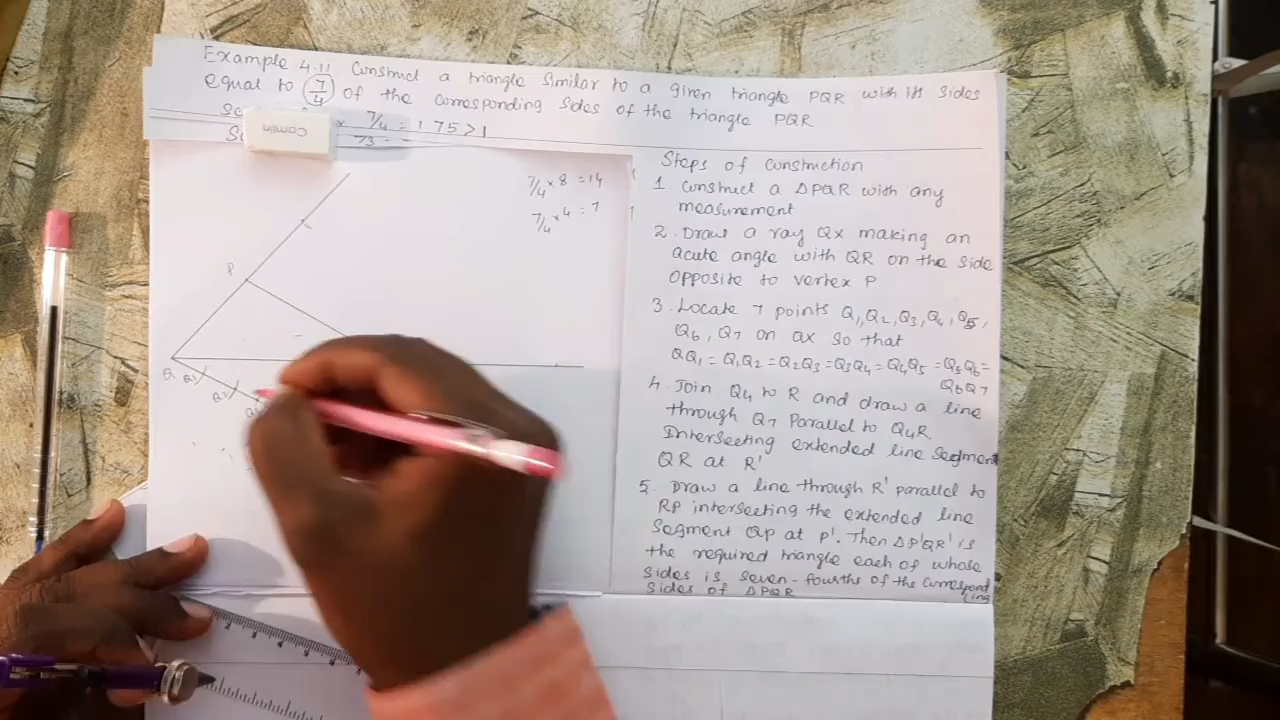 Example 4.11 Construct a triangle similar to a given triangle PQR with its sides
equal to 7/4 of the corresponding sides of the triangle PQR
7/4 = 1 75 > 1
Camlin
7/4 × 8 = 14
7/4 × 4 = 7
P
Q
Q1
Q2
Steps of construction
1 Construct a ΔPQR with any
measurement
2. Draw a ray Qx making an
acute angle with QR on the side
opposite to vertex P
3. Locate 7 points Q1, Q2, Q3, Q4, Q5,
Q6, Q7 on Qx so that
QQ1 = Q1Q2 = Q2Q3 = Q3Q4 = Q4Q5 = Q5Q6 =
Q6Q7
4. Join Q4 to R and draw a line
through Q7 Parallel to Q4R
Intersecting extended line segment
QR at R'
5. Draw a line through R' parallel to
RP intersecting the extended line
Segment QP at P'. Then ΔP'QR' is
the required triangle each of whose
sides is seven-fourths of the correspond
ing
sides of ΔPQR